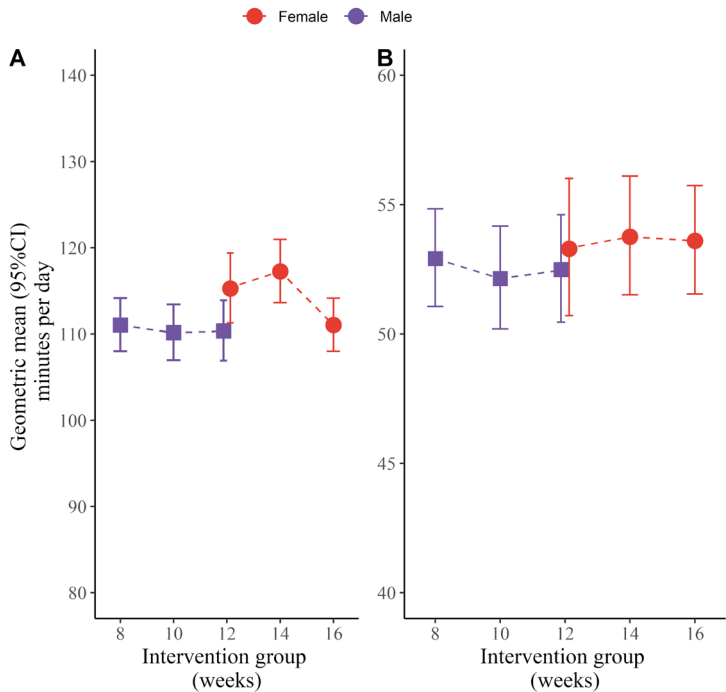 Female Male
A
B
Geometric mean (95%CI)
minutes per day
140
130
120
110
100
90
80
8 10 12 14 16
Intervention group
(weeks)
60
55
50
45
40
8 10 12 14 16
Intervention group
(weeks)